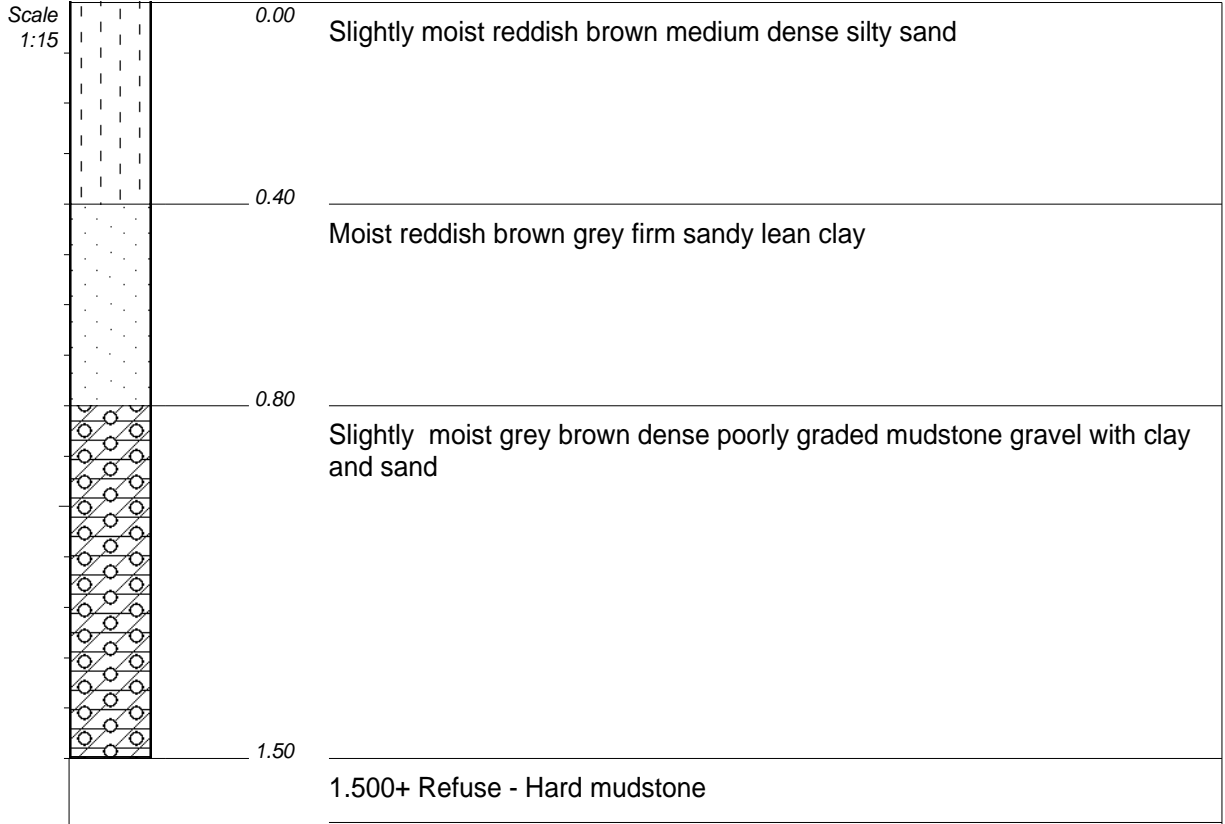 Scale
1:15
0.00
Slightly moist reddish brown medium dense silty sand
0.40
Moist reddish brown grey firm sandy lean clay
0.80
Slightly  moist grey brown dense poorly graded mudstone gravel with clay
and sand
1.50
1.500+ Refuse - Hard mudstone